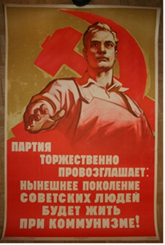 ПАРТИЯ
ТОРЖЕСТВЕННО
ПРОВОЗГЛАШАЕТ:
НЫНЕШНЕЕ ПОКОЛЕНИЕ
СОВЕТСКИХ ЛЮДЕЙ
БУДЕТ ЖИТЬ
ПРИ КОММУНИЗМЕ!